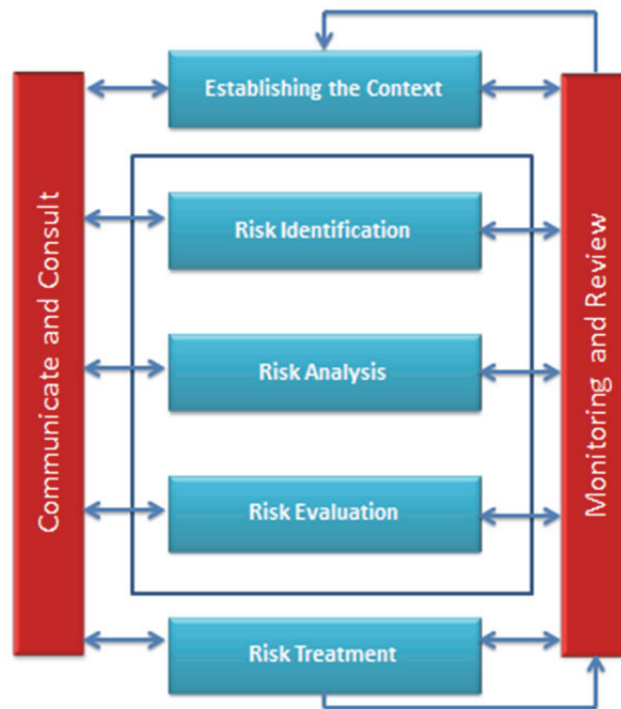 Establishing the Context
Communicate and Consult
Risk Identification
Risk Analysis
Risk Evaluation
Risk Treatment
Monitoring and Review